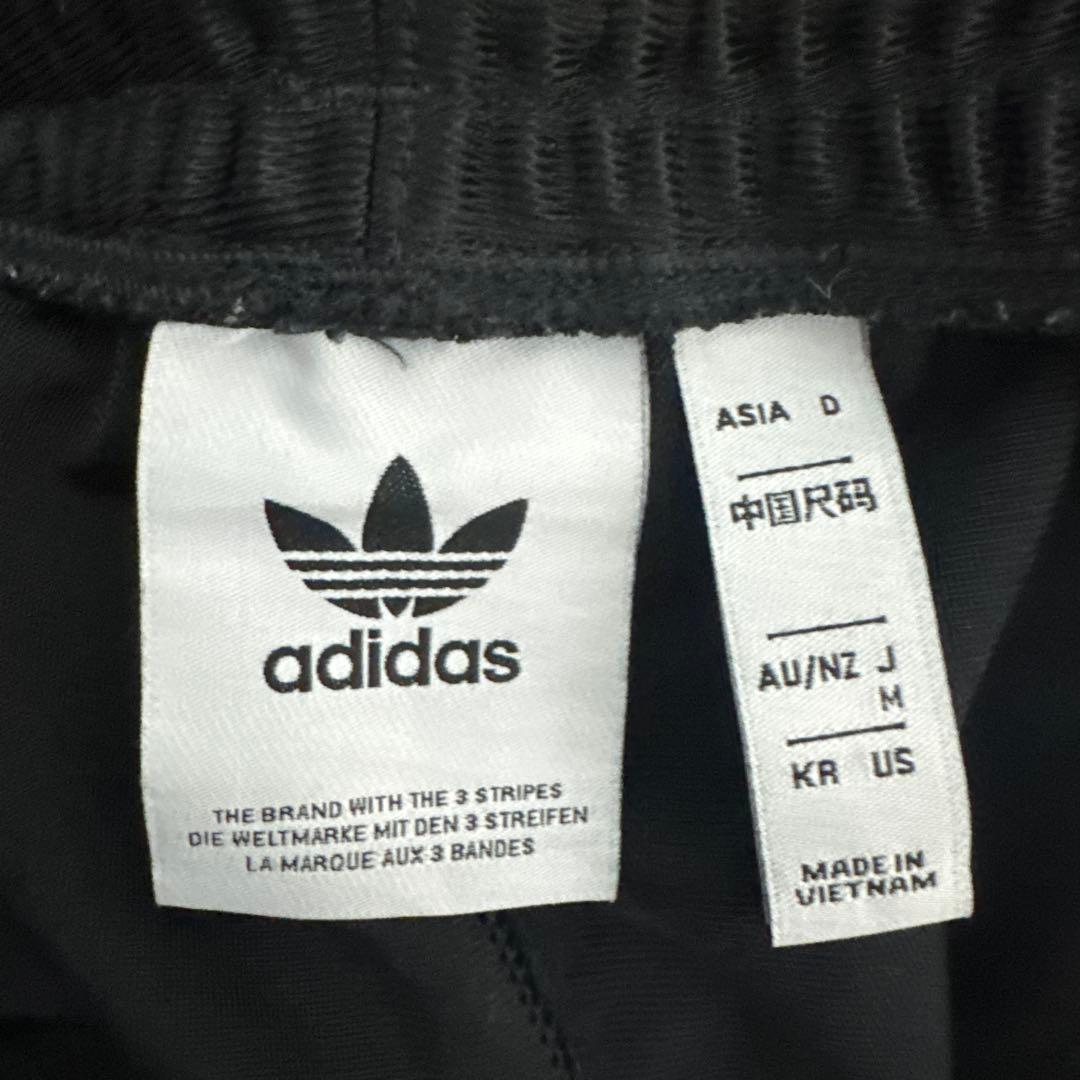 adidas
THE BRAND WITH THE 3 STRIPES
DIE WELTMARKE MIT DEN 3 STREIFEN
LA MARQUE AUX 3 BANDES
ASIA D
中国尺码
AU/NZ J
M
KR US
MADE IN
VIETNAM